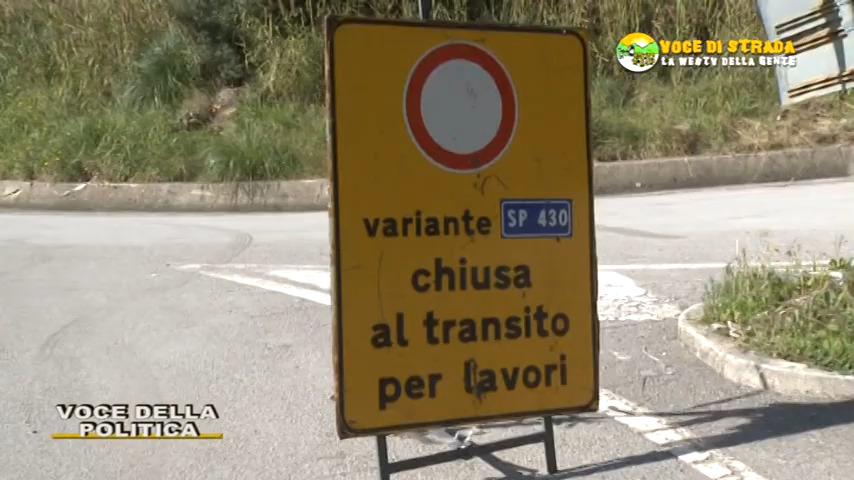 VOCE DI STRADA
LA WEBTV DELLA GENTE
variante SP 430
chiusa
al transito
per lavori
VOCE DELLA
POLITICA